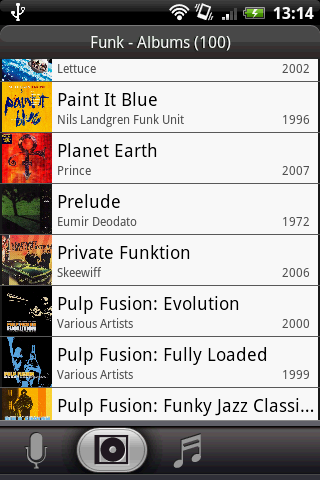 13:14
Funk - Albums (100)
Lettuce 2002
Paint It Blue
Nils Landgren Funk Unit 1996
Planet Earth
Prince 2007
Prelude
Eumir Deodato 1972
Private Funktion
Skeewiff 2006
Pulp Fusion: Evolution
Various Artists 2000
Pulp Fusion: Fully Loaded
Various Artists 1999
Pulp Fusion: Funky Jazz Classi...